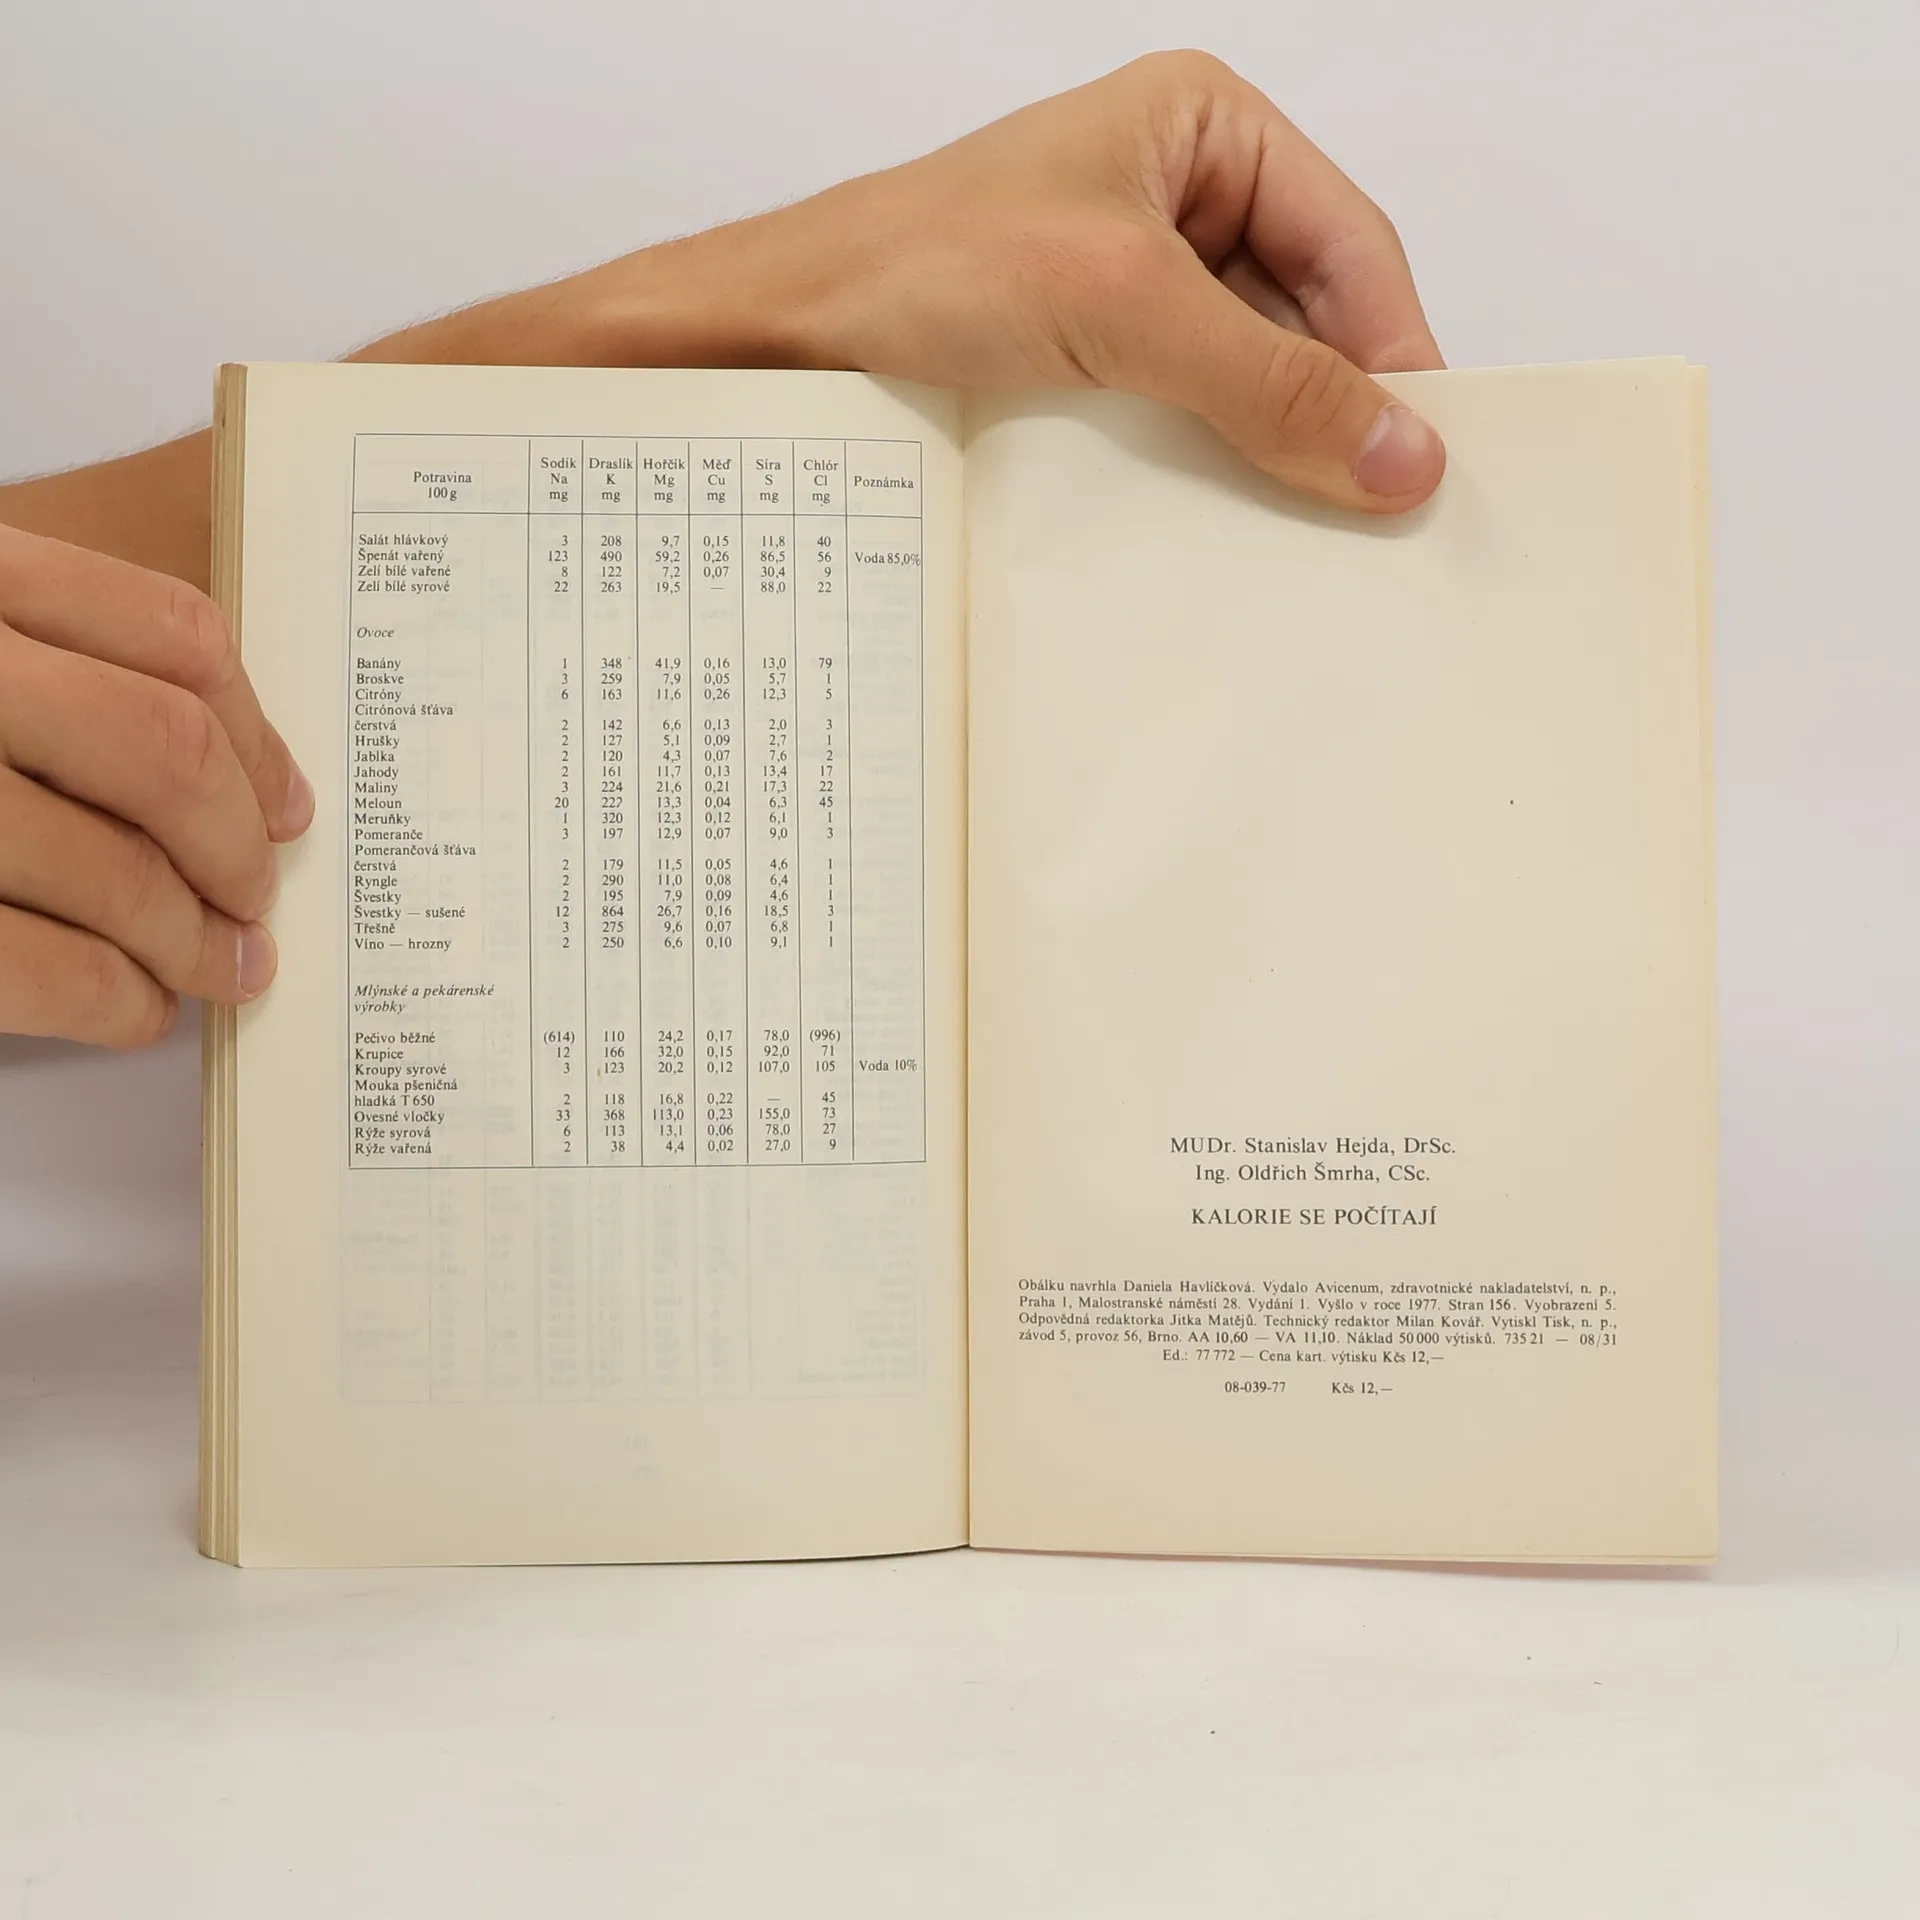 Potravina 100 g Sodík Na mg Draslík K mg Hořčík Mg mg Měď Cu mg Síra S mg Chlór Cl mg Poznámka
Salát hlávkový 3 208 9,7 0,15 11,8 40
Špenát vařený 123 490 59,2 0,26 86,5 56 Voda 85,0%
Zelí bílé vařené 8 122 7,2 0,07 30,4 9
Zelí bílé syrové 22 263 19,5 — 88,0 22
Ovoce
Banány 1 348 41,9 0,16 13,0 79
Broskve 3 259 7,9 0,05 5,7 1
Citróny 6 163 11,6 0,26 12,3 5
Citrónová šťáva
čerstvá 2 142 6,6 0,13 2,0 3
Hrušky 2 127 5,1 0,09 2,7 1
Jablka 2 120 4,3 0,07 7,6 2
Jahody 2 161 11,7 0,13 13,4 17
Maliny 3 224 21,6 0,21 17,3 22
Meloun 20 227 13,3 0,04 6,3 45
Meruňky 1 320 12,3 0,12 6,1 1
Pomeranče 3 197 12,9 0,07 9,0 3
Pomerančová šťáva
čerstvá 2 179 11,5 0,05 4,6 1
Ryngle 2 290 11,0 0,08 6,4 1
Švestky 2 195 7,9 0,09 4,6 1
Švestky — sušené 12 864 26,7 0,16 18,5 3
Třešně 3 275 9,6 0,07 6,8 1
Víno — hrozny 2 250 6,6 0,10 9,1 1
Mlýnské a pekárenské
výrobky
Pečivo běžné (614) 110 24,2 0,17 78,0 (996)
Krupice 12 166 32,0 0,15 92,0 71
Kroupy syrové 3 123 20,2 0,12 107,0 105 Voda 10%
Mouka pšeničná
hladká T 650 2 118 16,8 0,22 — 45
Ovesné vločky 33 368 113,0 0,23 155,0 73
Rýže syrová 6 113 13,1 0,06 78,0 27
Rýže vařená 2 38 4,4 0,02 27,0 9
MUDr. Stanislav Hejda, DrSc.
Ing. Oldřich Šmrha, CSc.
KALORIE SE POČÍTAJÍ
Obálku navrhla Daniela Havlíčková. Vydalo Avicenum, zdravotnické nakladatelství, n. p.,
Praha 1, Malostranské náměstí 28. Vydání 1. Vyšlo v roce 1977. Stran 156. Vyobrazení 5.
Odpovědná redaktorka Jitka Matějů. Technický redaktor Milan Kovář. Vytiskl Tisk, n. p.,
závod 5, provoz 56, Brno. AA 10,60 — VA 11,10. Náklad 50 000 výtisků. 735 21 — 08/31
Ed.: 77 772 — Cena kart. výtisku Kčs 12,—
08-039-77 Kčs 12,—